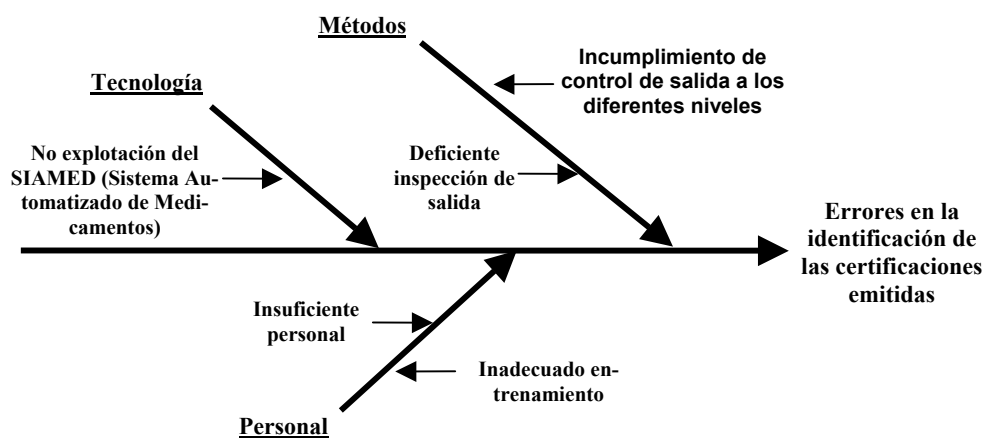 Métodos
Incumplimiento de
control de salida a los
diferentes niveles
Tecnología
No explotación del
SIAMED (Sistema Au-
tomatizado de Medi-
camentos)
Deficiente
inspección de
salida
Errores en la
identificación de
las certificaciones
emitidas
Insuficiente
personal
Inadecuado en-
trenamiento
Personal